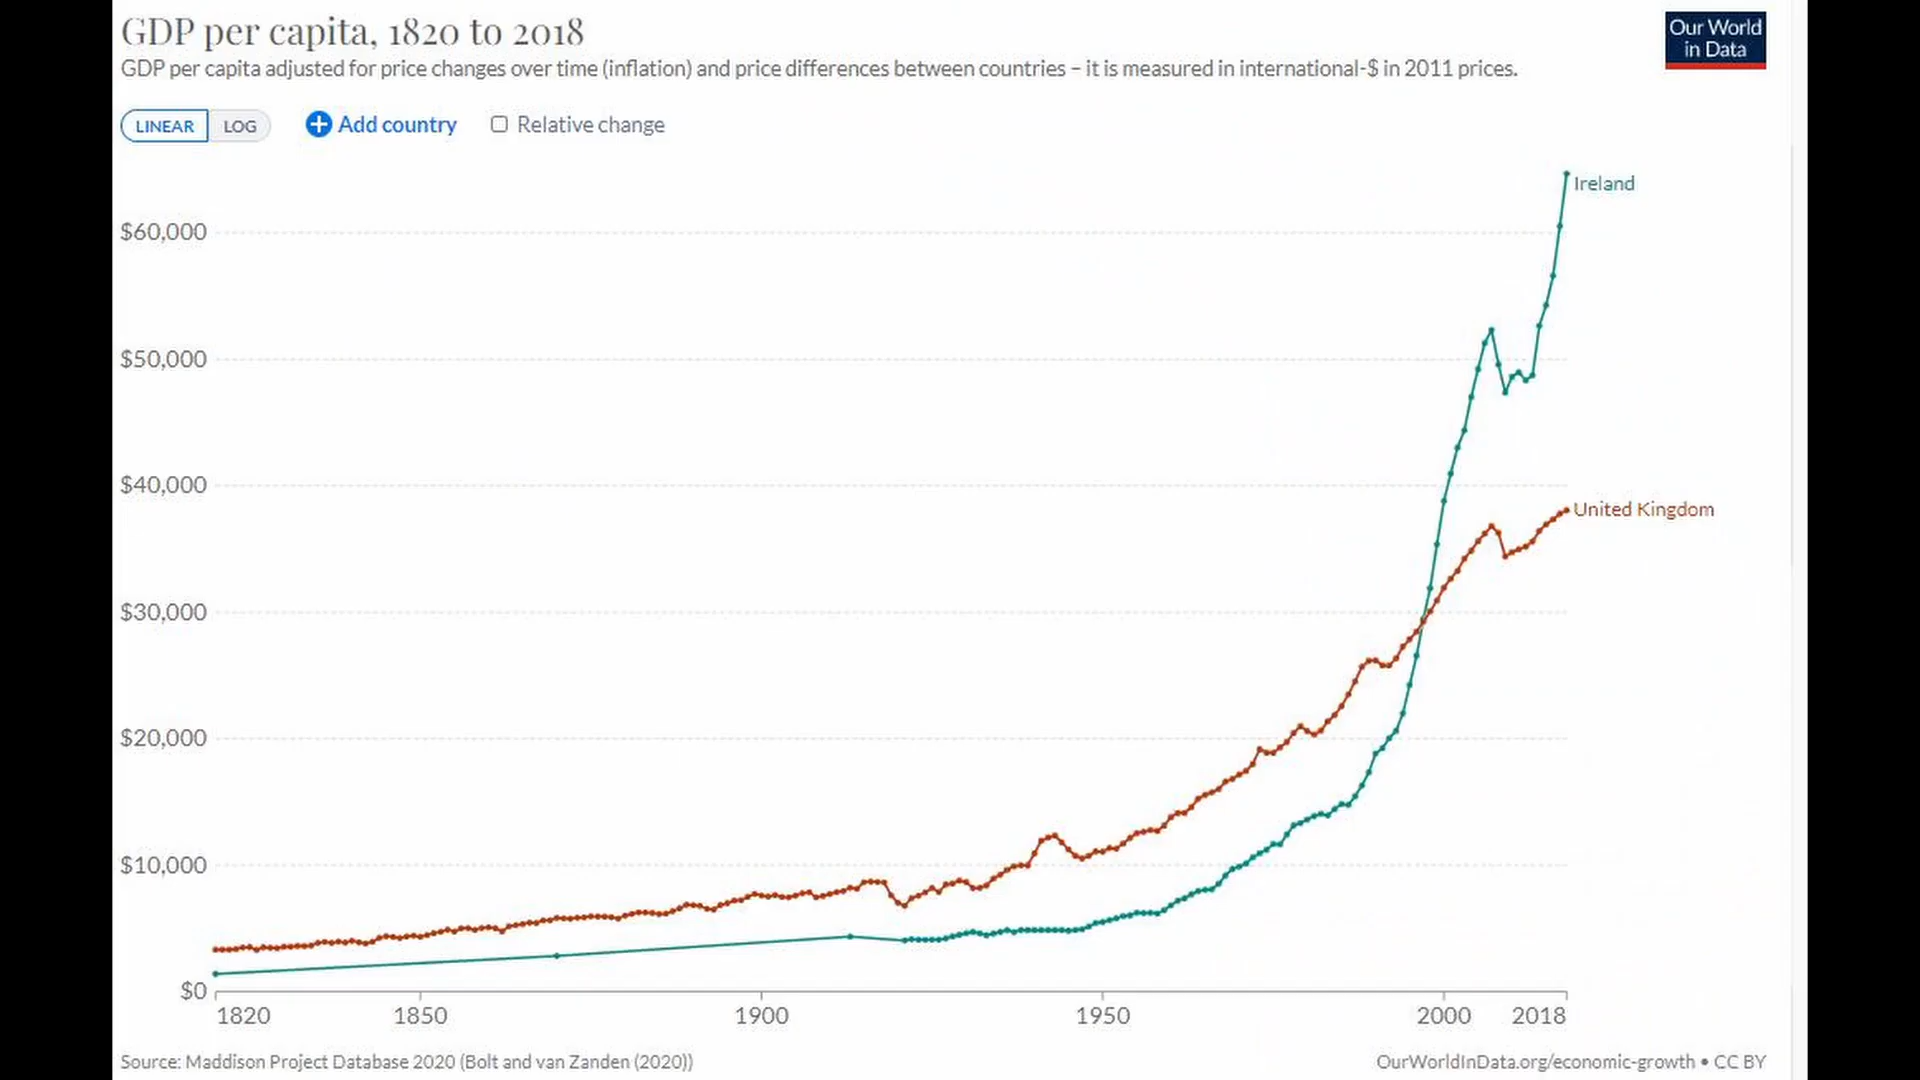 GDP per capita, 1820 to 2018
GDP per capita adjusted for price changes over time (inflation) and price differences between countries – it is measured in international-$ in 2011 prices.
Our World
in Data
LINEAR LOG Add country Relative change
Ireland
$60,000
$50,000
$40,000
United Kingdom
$30,000
$20,000
$10,000
$0
1820 1850 1900 1950 2000 2018
Source: Maddison Project Database 2020 (Bolt and van Zanden (2020))
OurWorldInData.org/economic-growth • CC BY